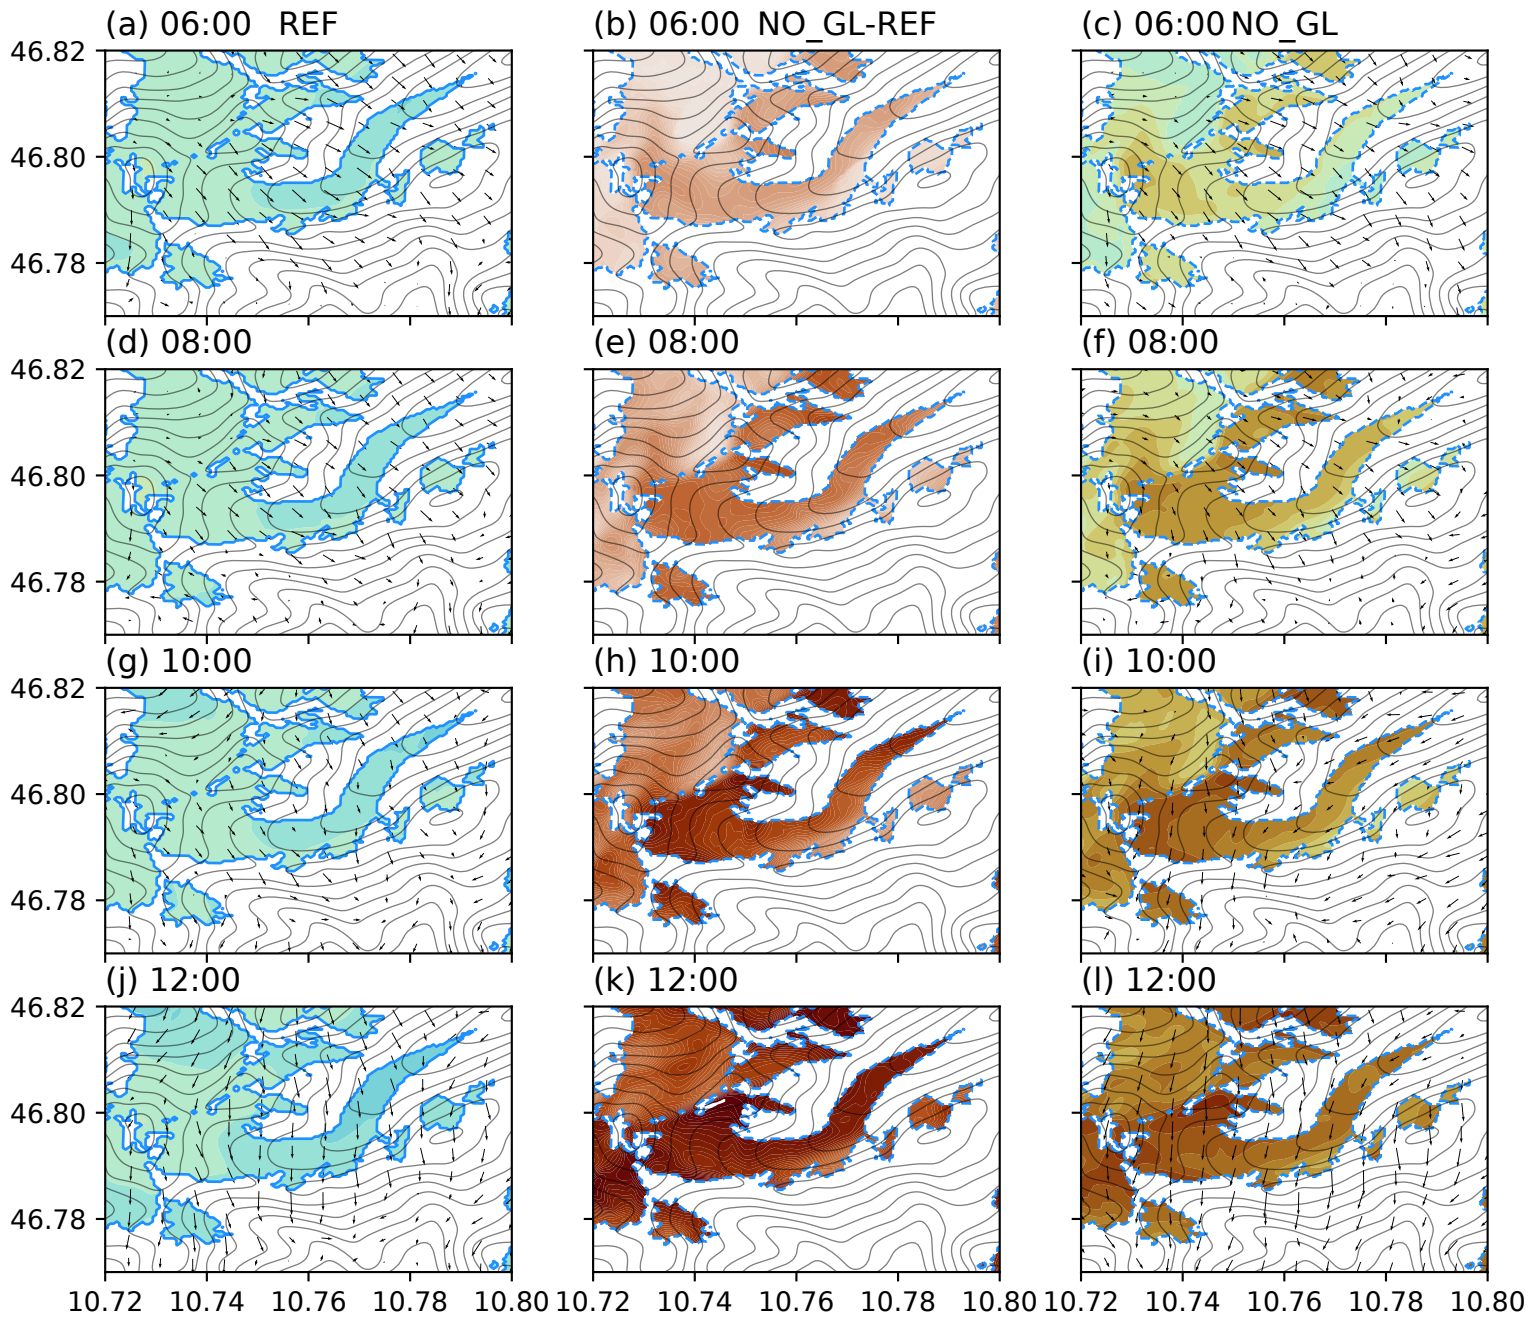 (a) 06:00 REF
(b) 06:00 NO_GL-REF
(c) 06:00 NO_GL
46.82
46.80
46.78
(d) 08:00
(e) 08:00
(f) 08:00
46.82
46.80
46.78
(g) 10:00
(h) 10:00
(i) 10:00
46.82
46.80
46.78
(j) 12:00
(k) 12:00
(l) 12:00
46.82
46.80
46.78
10.72 10.74 10.76 10.78 10.80 10.72 10.74 10.76 10.78 10.80 10.72 10.74 10.76 10.78 10.80